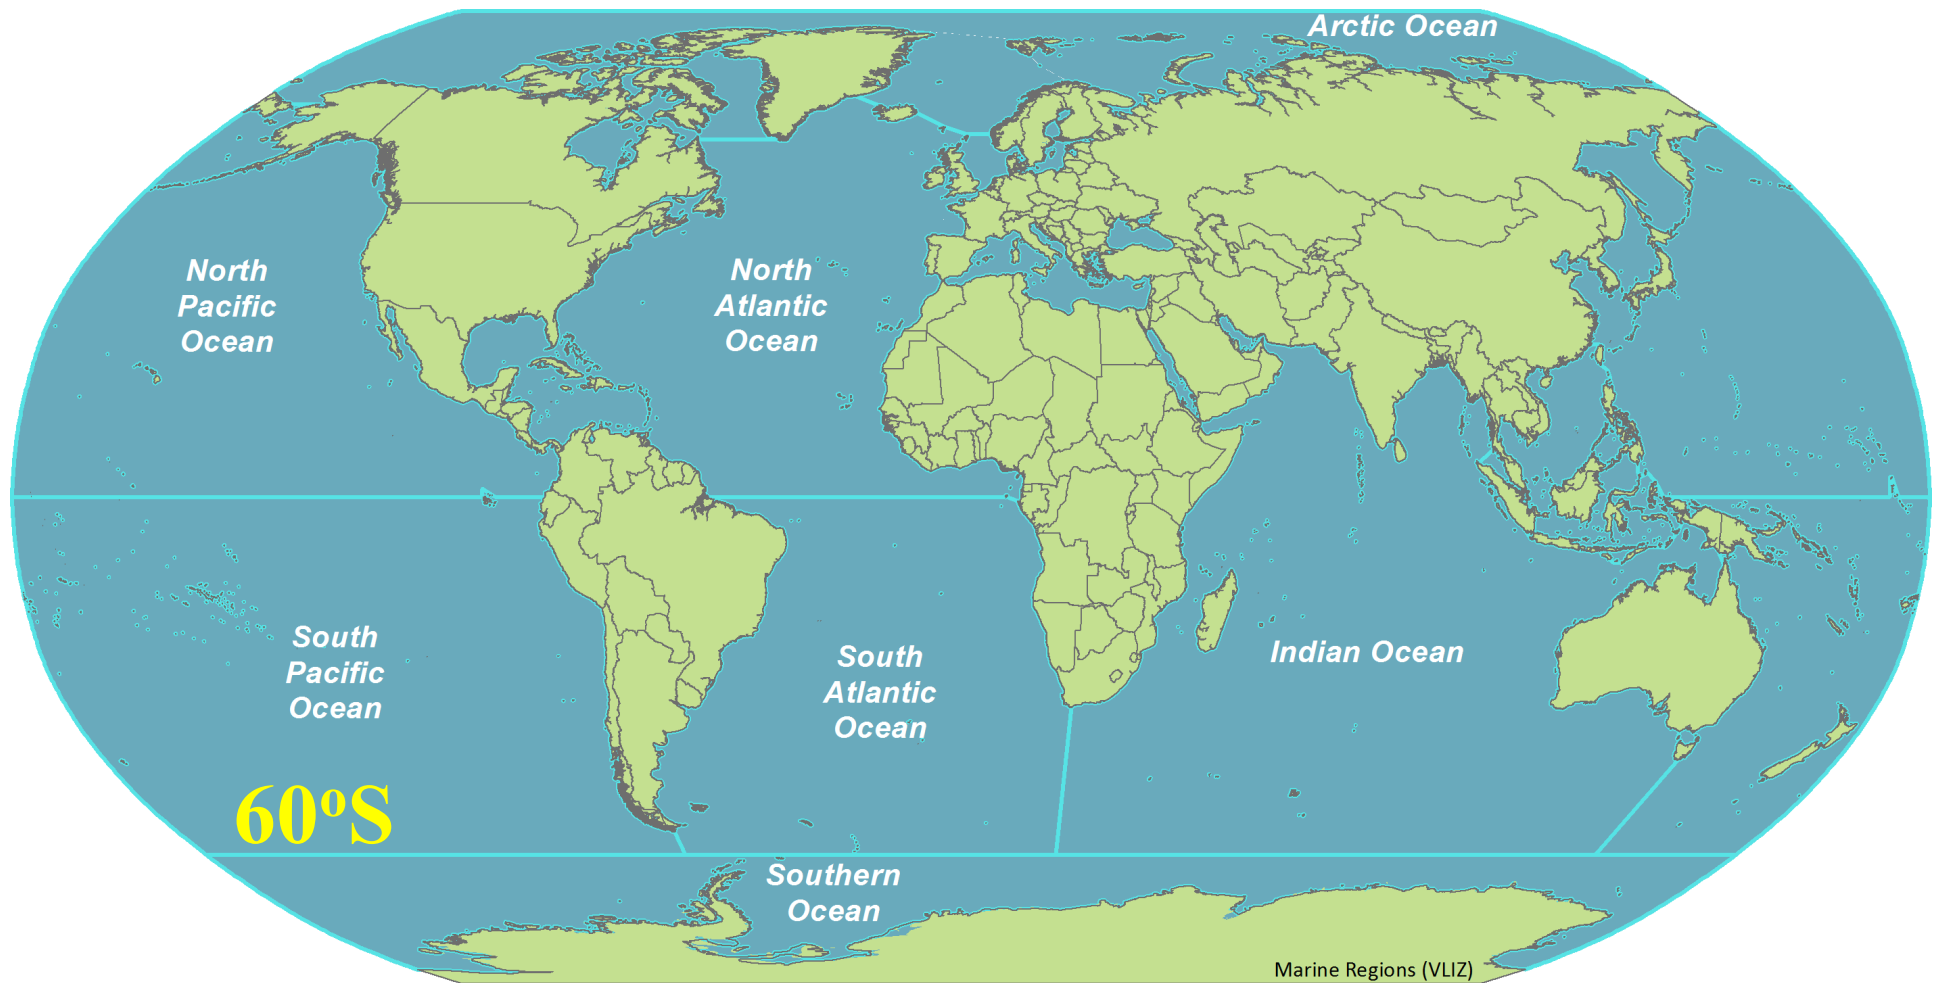 Arctic Ocean
North
Pacific
Ocean
North
Atlantic
Ocean
South
Pacific
Ocean
South
Atlantic
Ocean
Indian Ocean
60°S
Southern
Ocean
Marine Regions (VLIZ)